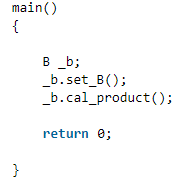 main()
{
B _b;
_b.set_B();
_b.cal_product();
return 0;
}